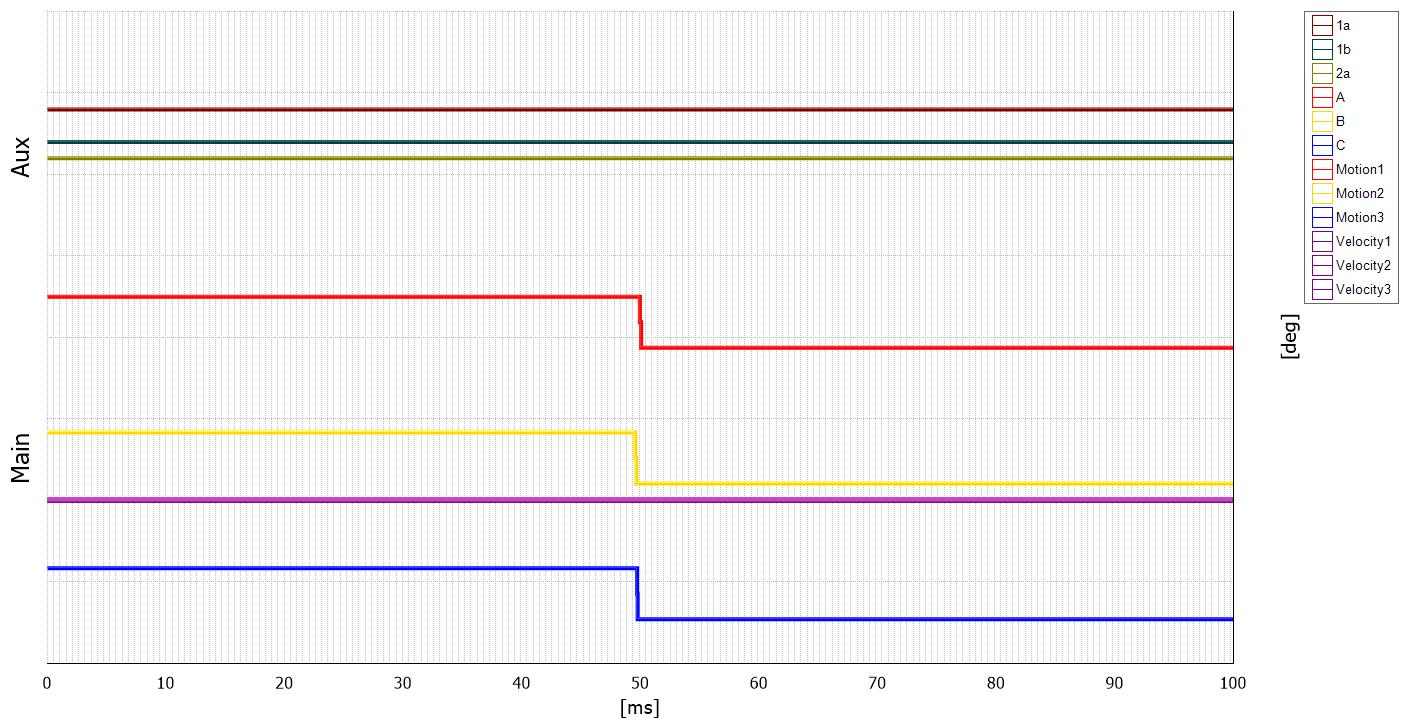 1a
1b
2a
A
B
C
Motion1
Motion2
Motion3
Velocity1
Velocity2
Velocity3
Aux
Main
[deg]
0 10 20 30 40 50 60 70 80 90 100
[ms]